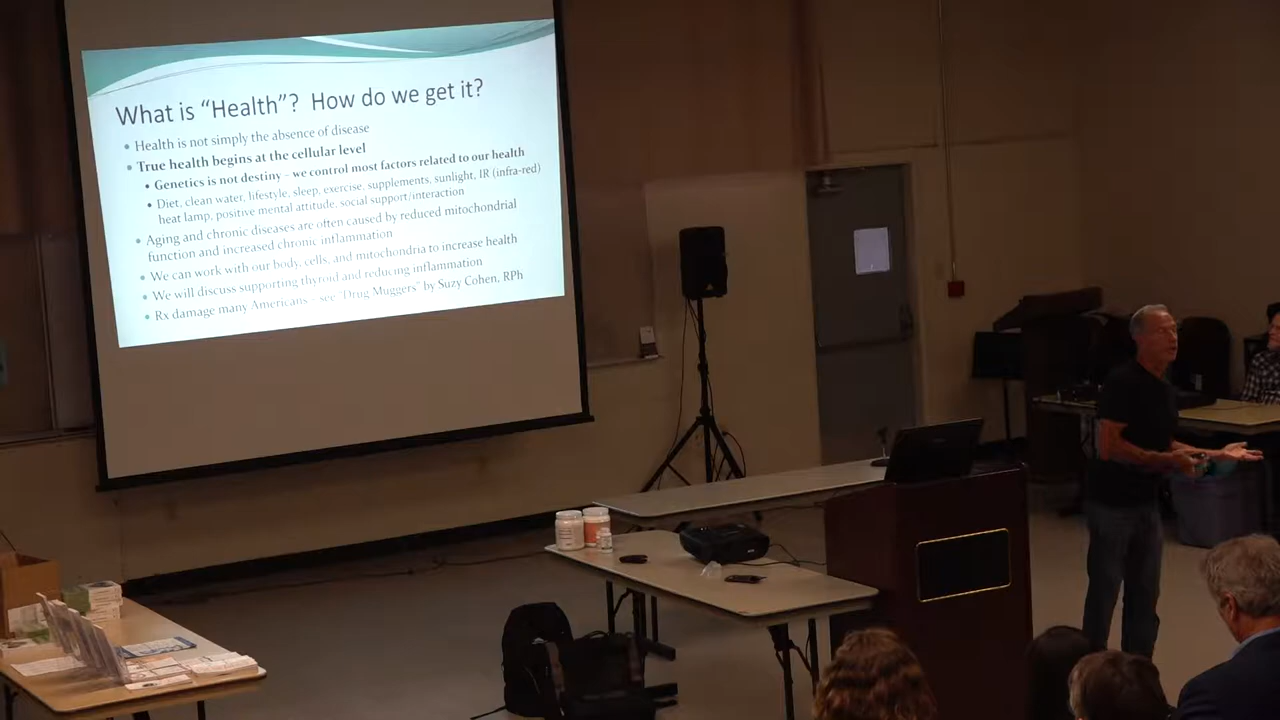 What is “Health”? How do we get it?
• Health is not simply the absence of disease
• True health begins at the cellular level
• Genetics is not destiny – we control most factors related to our health
• Diet, clean water, lifestyle, sleep, exercise, supplements, sunlight, IR (infra-red)
heat lamp, positive mental attitude, social support/interaction
• Aging and chronic diseases are often caused by reduced mitochondrial
function and increased chronic inflammation
• We can work with our body, cells, and mitochondria to increase health
• We will discuss supporting thyroid and reducing inflammation
• Rx damage many Americans – see “Drug Muggers” by Suzy Cohen, RPh